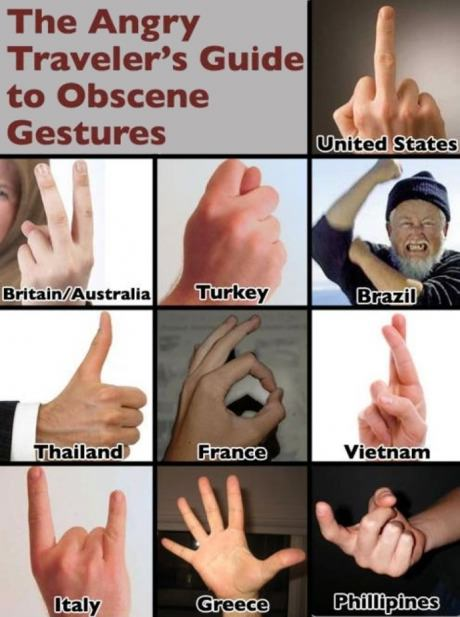 The Angry
Traveler's Guide
to Obscene
Gestures
United States
Britain/Australia
Turkey
Brazil
Thailand
France
Vietnam
Italy
Greece
Phillipines